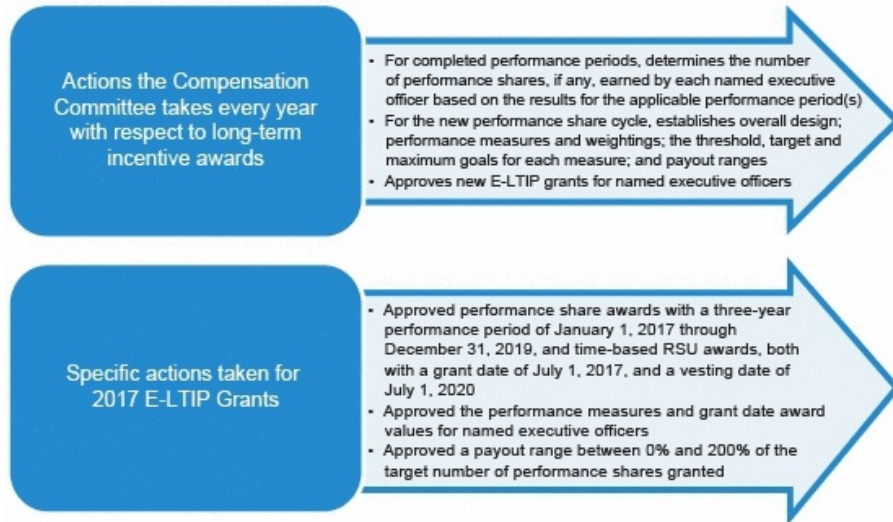 Actions the Compensation
Committee takes every year
with respect to long-term
incentive awards
• For completed performance periods, determines the number
of performance shares, if any, earned by each named executive
officer based on the results for the applicable performance period(s)
• For the new performance share cycle, establishes overall design;
performance measures and weightings; the threshold, target and
maximum goals for each measure; and payout ranges
• Approves new E-LTIP grants for named executive officers
Specific actions taken for
2017 E-LTIP Grants
• Approved performance share awards with a three-year
performance period of January 1, 2017 through
December 31, 2019, and time-based RSU awards, both
with a grant date of July 1, 2017, and a vesting date of
July 1, 2020
• Approved the performance measures and grant date award
values for named executive officers
• Approved a payout range between 0% and 200% of the
target number of performance shares granted